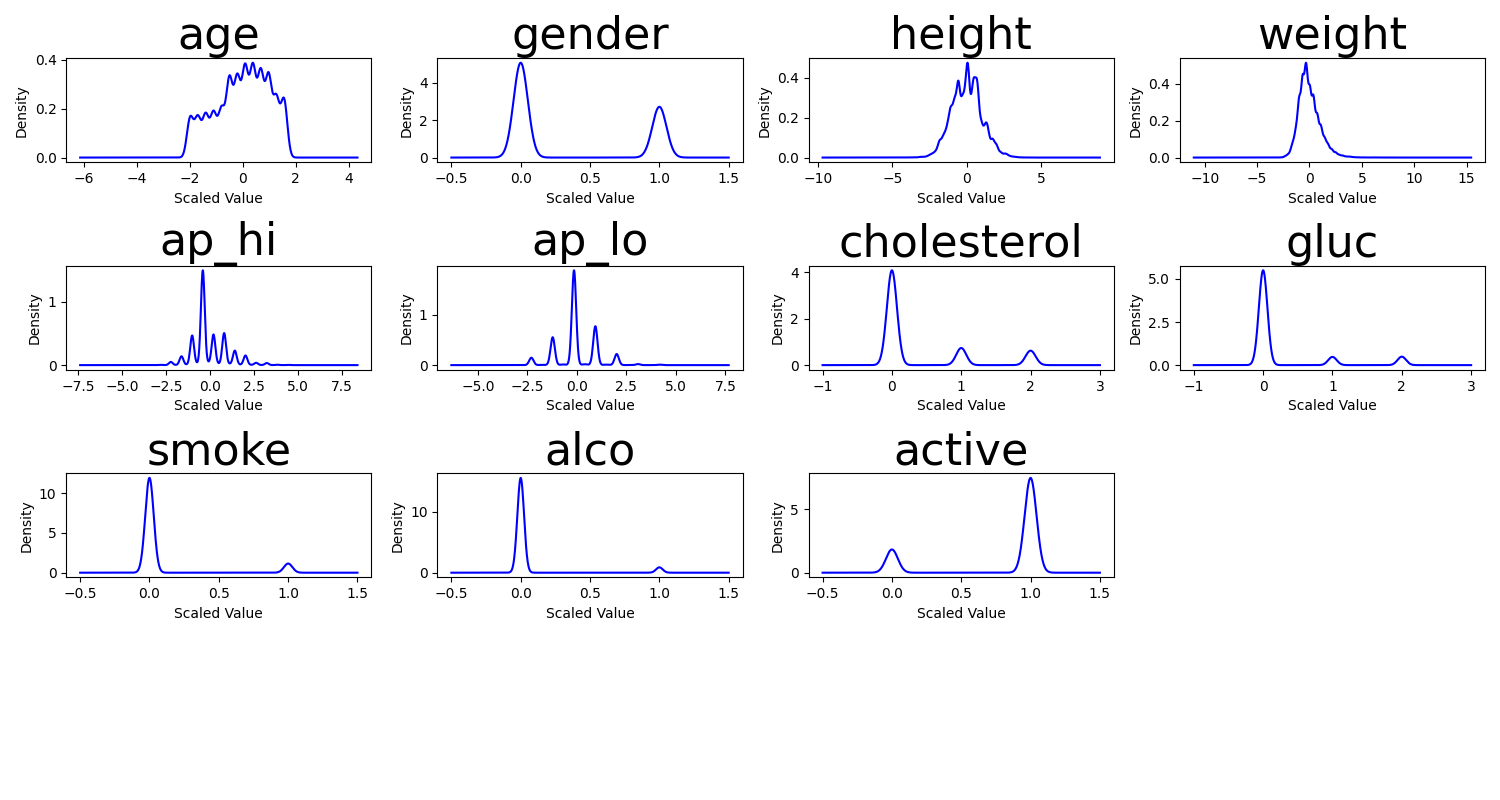 age
gender
height
weight
0.4
0.2
0.0
Density
−6
−4
−2
0
2
4
Scaled Value
4
2
0
Density
−0.5
0.0
0.5
1.0
1.5
Scaled Value
0.4
0.2
0.0
Density
−10
−5
0
5
Scaled Value
0.4
0.2
0.0
Density
−10
−5
0
5
10
15
Scaled Value
ap_hi
ap_lo
cholesterol
gluc
1
0
Density
−7.5
−5.0
−2.5
0.0
2.5
5.0
7.5
Scaled Value
1
0
Density
−5.0
−2.5
0.0
2.5
5.0
7.5
Scaled Value
4
2
0
Density
−1
0
1
2
3
Scaled Value
5.0
2.5
0.0
Density
−1
0
1
2
3
Scaled Value
smoke
alco
active
10
5
0
Density
−0.5
0.0
0.5
1.0
1.5
Scaled Value
10
0
Density
−0.5
0.0
0.5
1.0
1.5
Scaled Value
5
0
Density
−0.5
0.0
0.5
1.0
1.5
Scaled Value